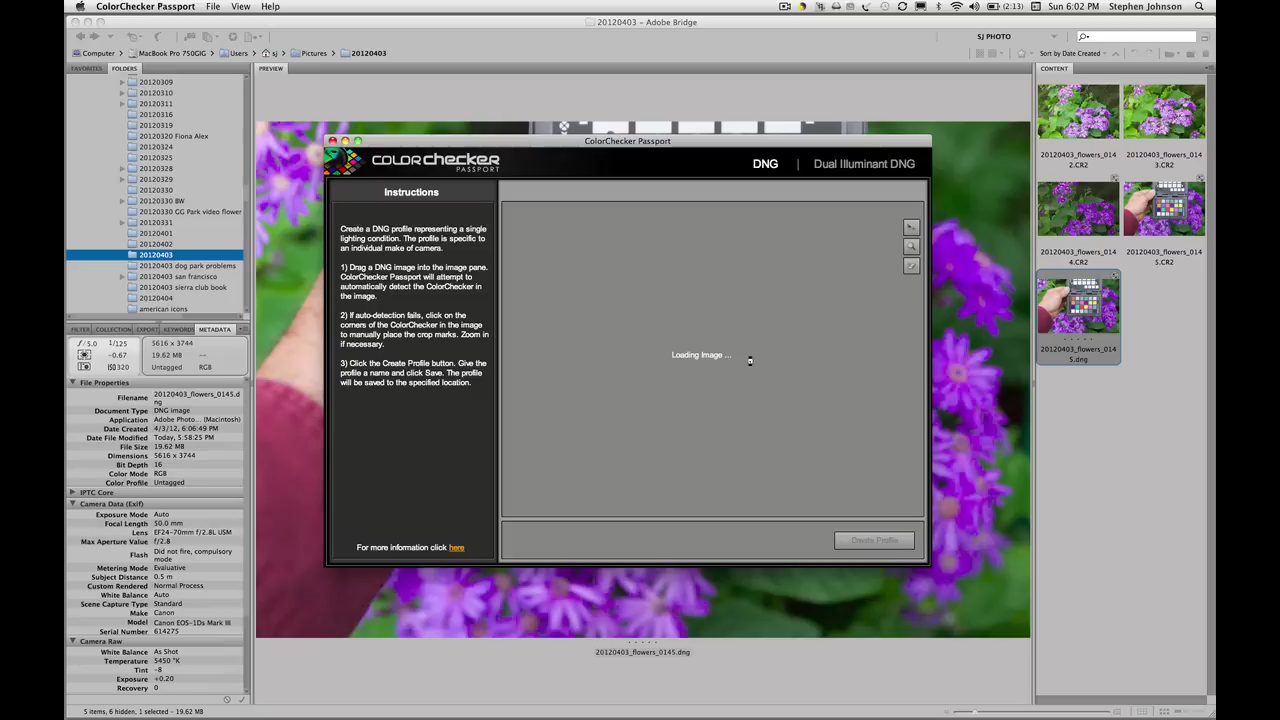 ColorChecker Passport File View Help
(2:13) Sun 6:02 PM Stephen Johnson
20120403 - Adobe Bridge
SJ PHOTO
Computer MacBook Pro 750GIG Users sj Pictures 20120403
Sort by Date Created
FAVORITES FOLDERS
PREVIEW
CONTENT
20120309
20120310
20120311
20120316
20120319
20120320 Fiona Alex
20120324
20120325
20120328
20120329
20120330
20120330 BW
20120330 GG Park video flower
20120331
20120401
20120402
20120403
20120403 dog park problems
20120403 san francisco
20120403 sierra club book
20120404
american icons
FILTER COLLECTION EXPORT KEYWORDS METADATA
f/5.0 1/125
-0.67
ISO 320
5616 x 3744
19.62 MB --
Untagged RGB
File Properties
Filename 20120403_flowers_0145.d
ng
Document Type DNG image
Application Adobe Photo... (Macintosh)
Date Created 4/3/12, 6:06:49 PM
Date File Modified Today, 5:58:25 PM
File Size 19.62 MB
Dimensions 5616 x 3744
Bit Depth 16
Color Mode RGB
Color Profile Untagged
IPTC Core
Camera Data (Exif)
Exposure Mode Auto
Focal Length 50.0 mm
Lens EF24-70mm f/2.8L USM
Max Aperture Value f/2.8
Flash Did not fire, compulsory
mode
Metering Mode Evaluative
Subject Distance 0.5 m
Custom Rendered Normal Process
White Balance Auto
Scene Capture Type Standard
Make Canon
Model Canon EOS-1Ds Mark III
Serial Number 614275
Camera Raw
White Balance As Shot
Temperature 5450 °K
Tint -8
Exposure +0.20
Recovery 0
5 items, 6 hidden, 1 selected - 19.62 MB
ColorChecker Passport
COLORCHECKER
PASSPORT
DNG | Dual Illuminant DNG
Instructions
Create a DNG profile representing a single
lighting condition. The profile is specific to
an individual make of camera.
1) Drag a DNG image into the image pane.
ColorChecker Passport will attempt to
automatically detect the ColorChecker in
the image.
2) If auto-detection fails, click on the
corners of the ColorChecker in the image
to manually place the crop marks. Zoom in
if necessary.
3) Click the Create Profile button. Give the
profile a name and click Save. The profile
will be saved to the specified location.
For more information click here
Loading Image ...
Create Profile
20120403_flowers_0145.dng
20120403_flowers_014
2.CR2
20120403_flowers_014
3.CR2
20120403_flowers_014
4.CR2
20120403_flowers_014
5.CR2
20120403_flowers_014
5.dng